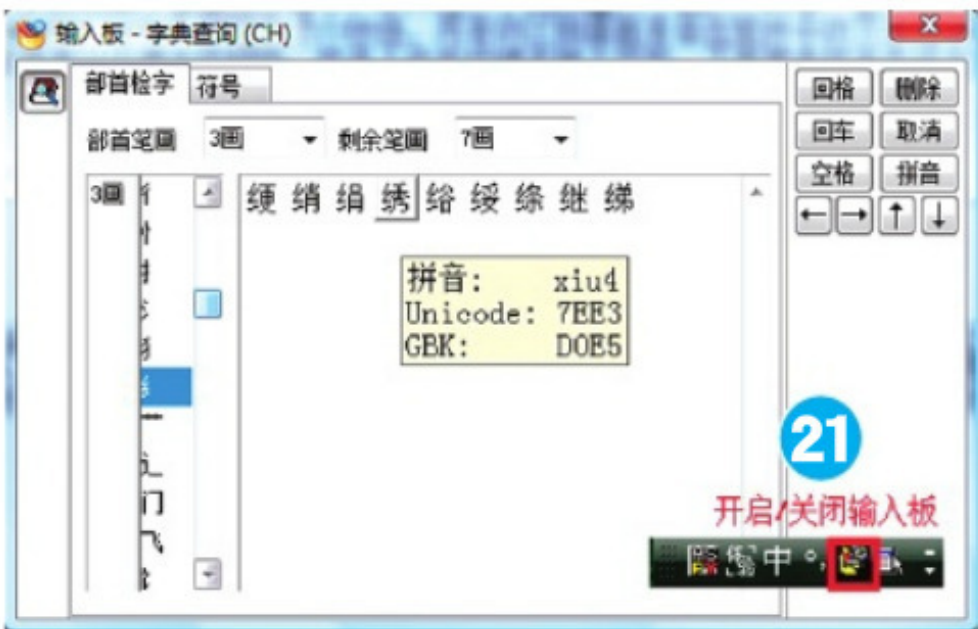 输入板 - 字典查询 (CH)
部首检字 符号
部首笔画 3画 剩余笔画 7画
3画
绠 绡 绢 绣 绤 绥 绦 继 绨
拼音: xiu4
Unicode: 7EE3
GBK: D0E5
门
飞
回格 删除
回车 取消
空格 拼音
← → ↑ ↓
21
开启/关闭输入板
中 °,